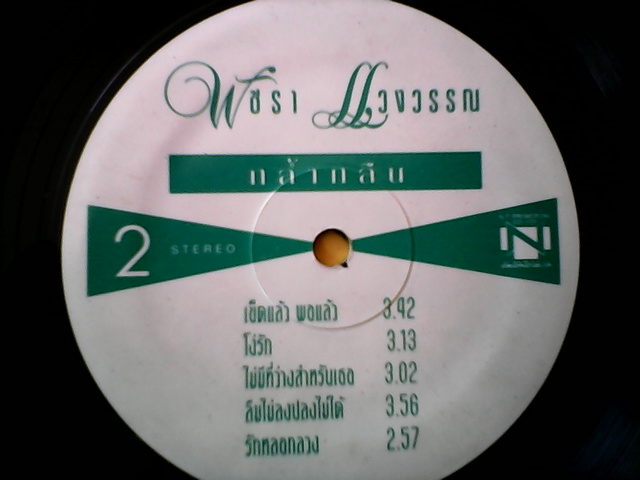 พัชรา แวงวรรณ
กล้ำกลืน
2
STEREO
เข็ดแล้ว พอแล้ว 3.42
โง่รัก 3.13
ไม่มีที่ว่างสำหรับเธอ 3.02
ลืมไม่ลงปลงไม่ได้ 3.56
รักหลอกลวง 2.57